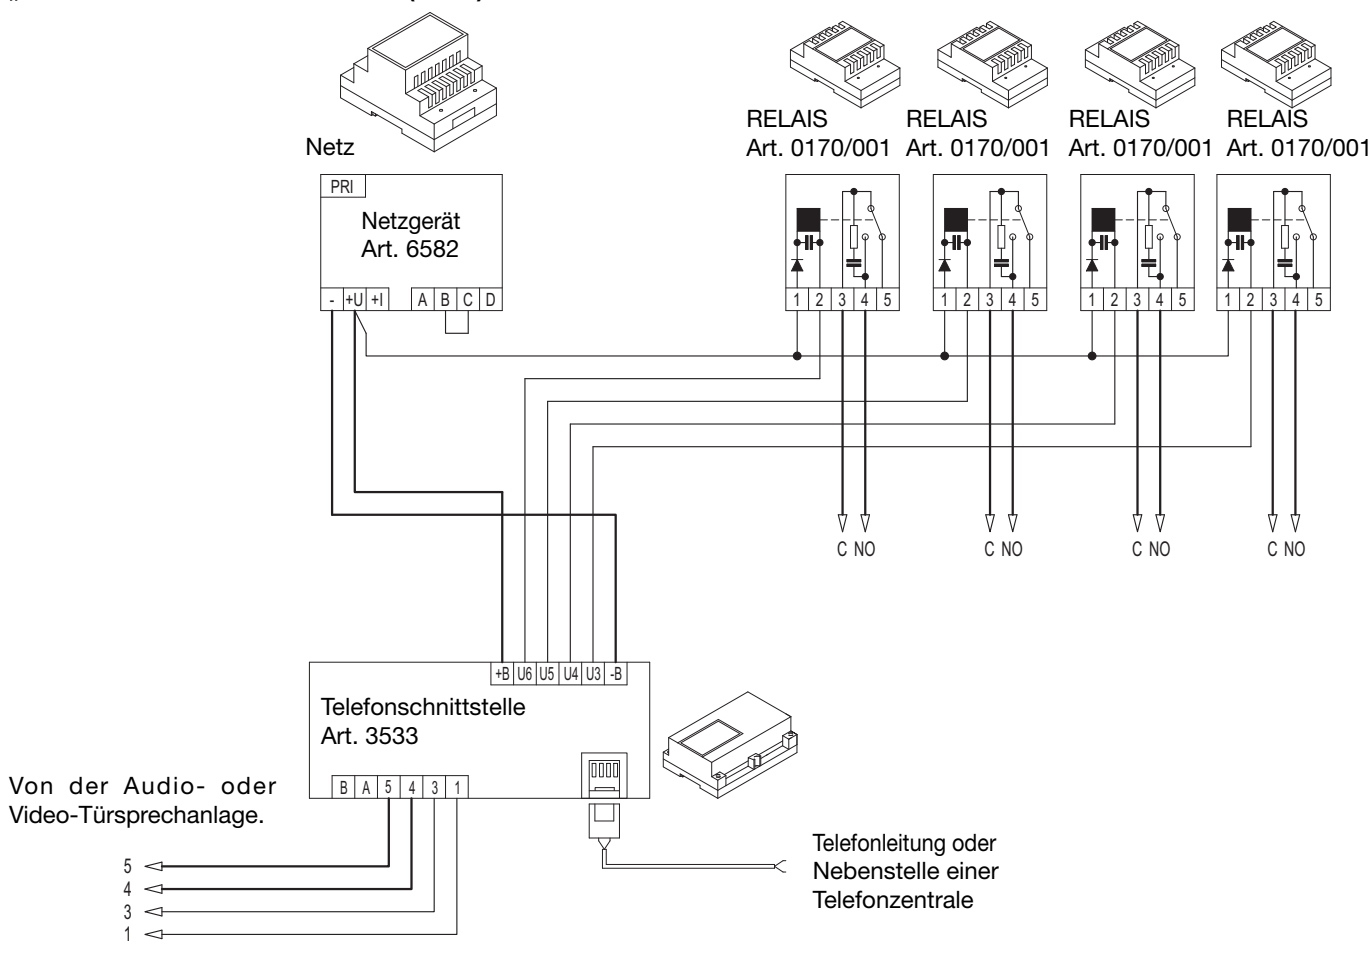 Netz
RELAIS
Art. 0170/001
RELAIS
Art. 0170/001
RELAIS
Art. 0170/001
RELAIS
Art. 0170/001
PRI
Netzgerät
Art. 6582
- +U +I A B C D
1 2 3 4 5
1 2 3 4 5
1 2 3 4 5
1 2 3 4 5
C NO
C NO
C NO
C NO
+B U6 U5 U4 U3 -B
Telefonschnittstelle
Art. 3533
B A 5 4 3 1
Von der Audio- oder
Video-Türsprechanlage.
5
4
3
1
Telefonleitung oder
Nebenstelle einer
Telefonzentrale